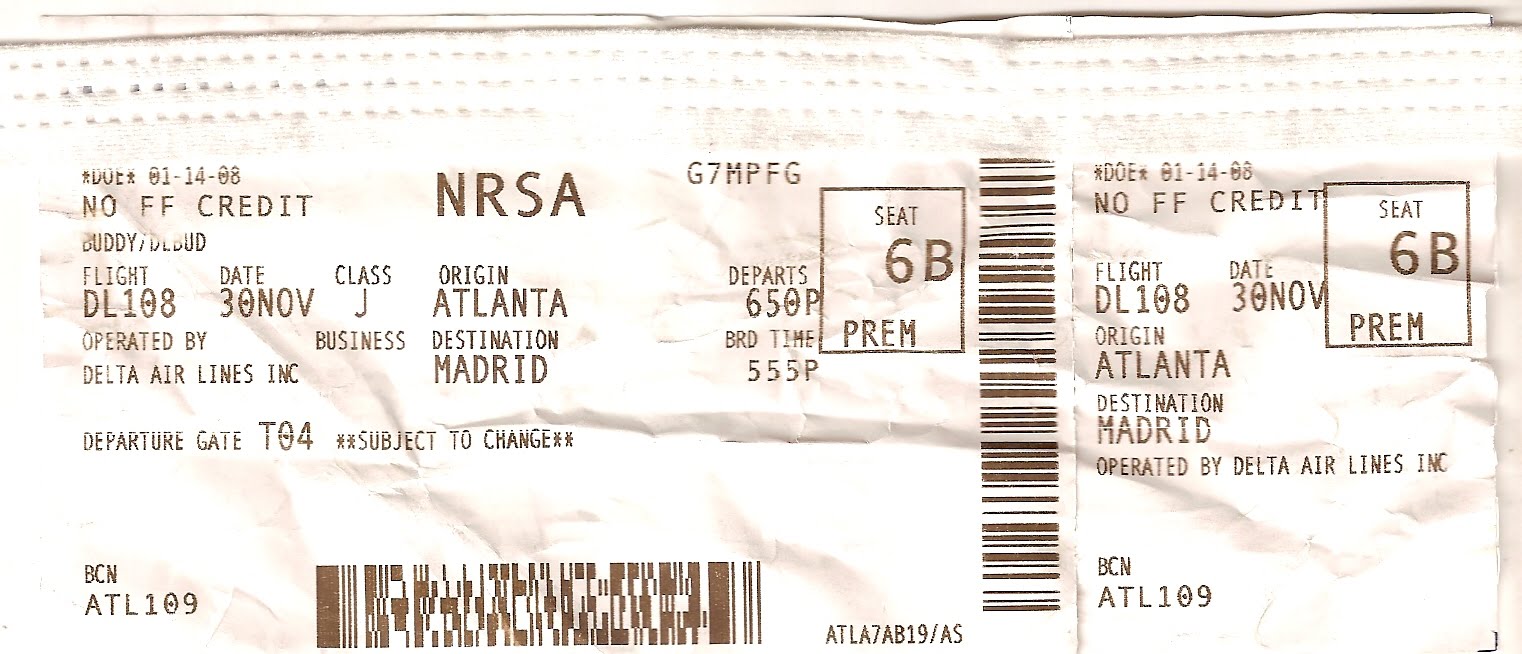 *DOE* 01-14-08
NO FF CREDIT
NRSA
G7MPFG
BUDDY/DLBUD
FLIGHT DATE CLASS ORIGIN DEPARTS
DL108 30NOV J ATLANTA 650P
OPERATED BY BUSINESS DESTINATION BRD TIME
DELTA AIR LINES INC MADRID 555P
SEAT
6B
PREM
DEPARTURE GATE T04 **SUBJECT TO CHANGE**
BCN
ATL109
ATLA7AB19/AS
*DOE* 01-14-08
NO FF CREDIT
SEAT
6B
PREM
FLIGHT DATE
DL108 30NOV
ORIGIN
ATLANTA
DESTINATION
MADRID
OPERATED BY DELTA AIR LINES INC
BCN
ATL109